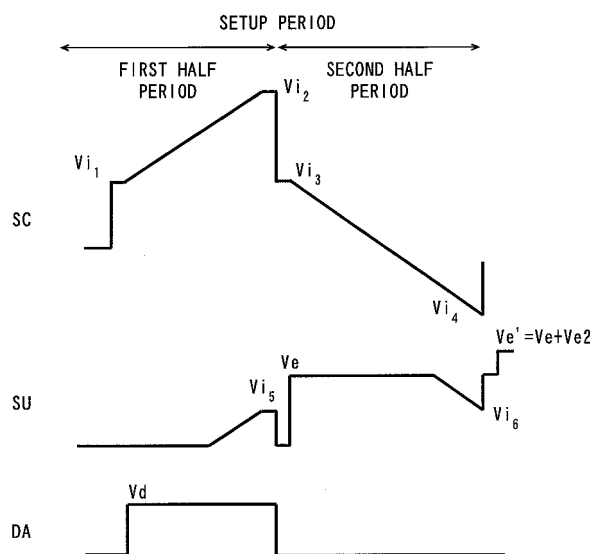 SETUP PERIOD
FIRST HALF
PERIOD
SECOND HALF
PERIOD
Vi₂
Vi₁
Vi₃
SC
Vi₄
Ve'=Ve+Ve2
Ve
Vi₅
SU
Vi₆
Vd
DA